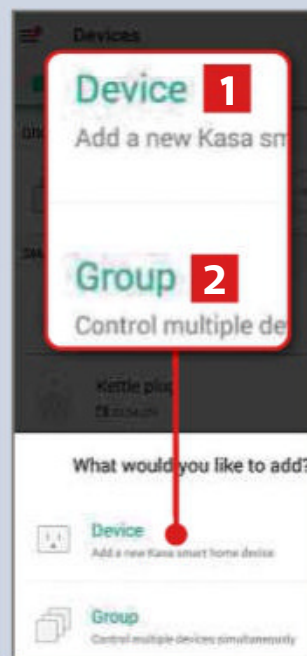 Devices
Device 1
Add a new Kasa sm
Group 2
Control multiple de
Kettle plug
What would you like to add?
Device
Add a new Kasa smart home device
Group
Control multiple devices simultaneously